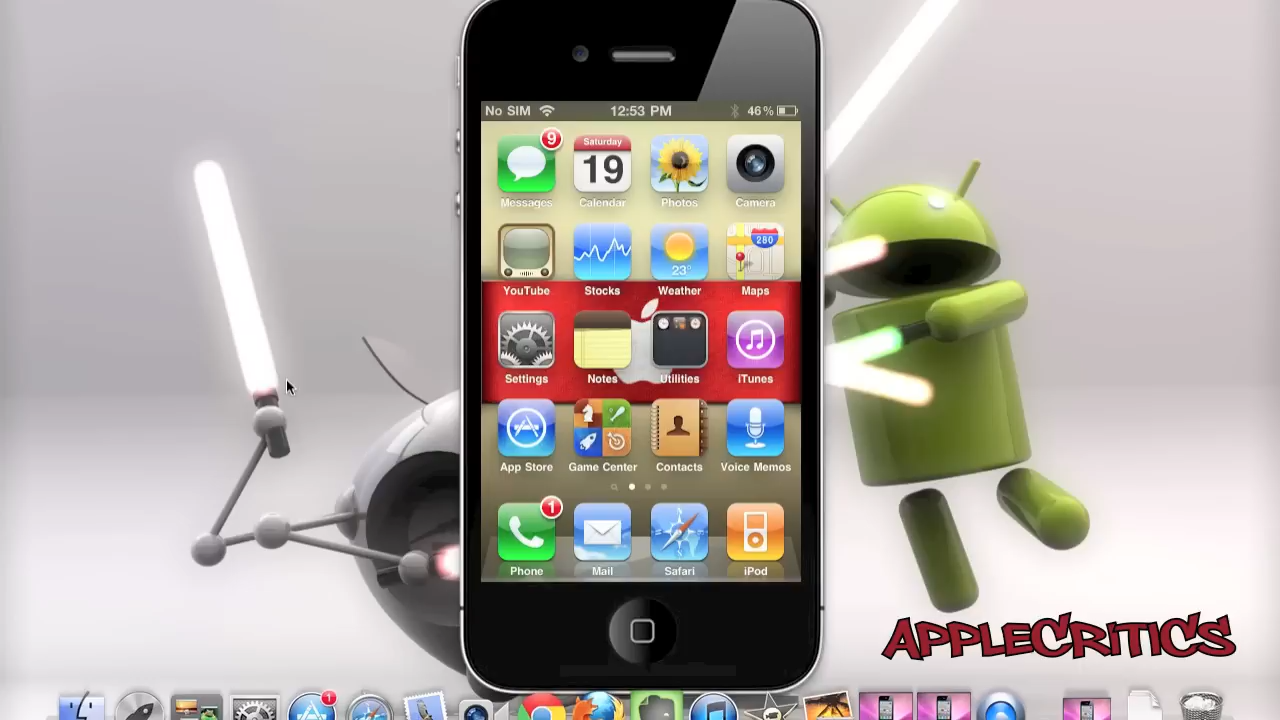 No SIM 12:53 PM 46%
9 Saturday 19
Messages Calendar Photos Camera
280
23°
YouTube Stocks Weather Maps
Settings Notes Utilities iTunes
App Store Game Center Contacts Voice Memos
1
Phone Mail Safari iPod
APPLECRITICS
1